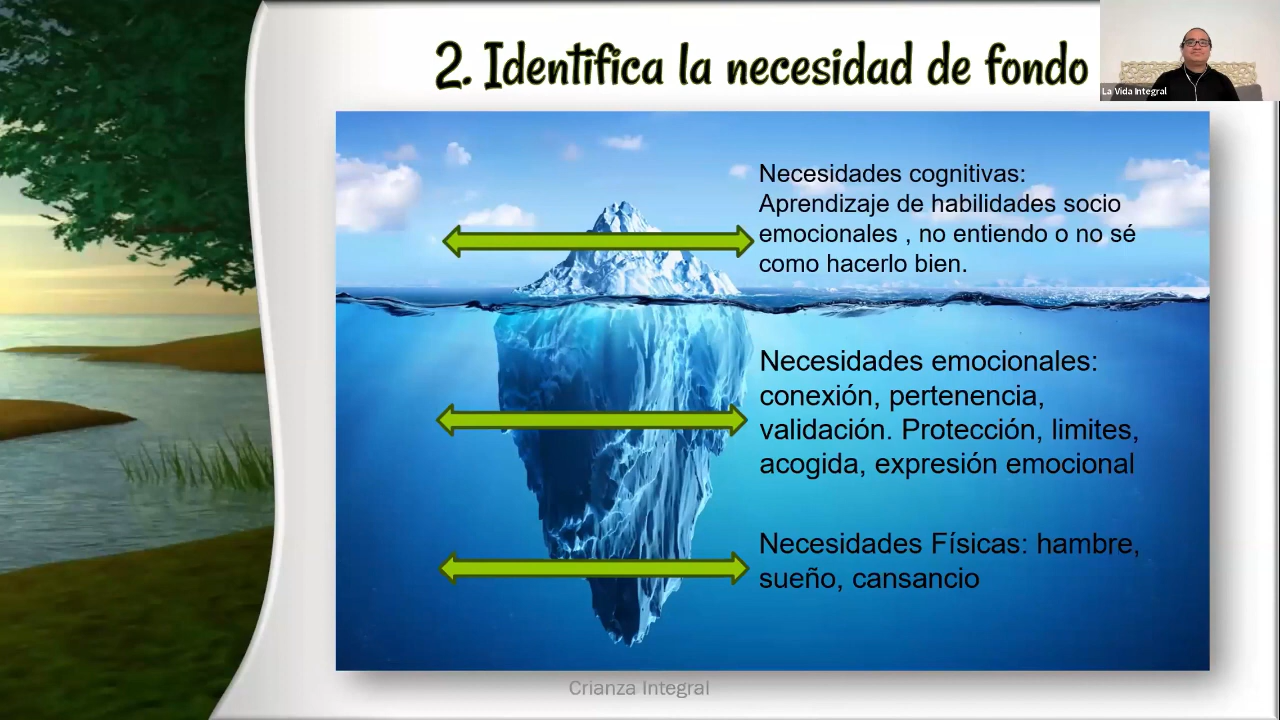 2. Identifica la necesidad de fondo
La Vida Integral
Necesidades cognitivas:
Aprendizaje de habilidades socio
emocionales , no entiendo o no sé
como hacerlo bien.
Necesidades emocionales:
conexión, pertenencia,
validación. Protección, limites,
acogida, expresión emocional
Necesidades Físicas: hambre,
sueño, cansancio
Crianza Integral